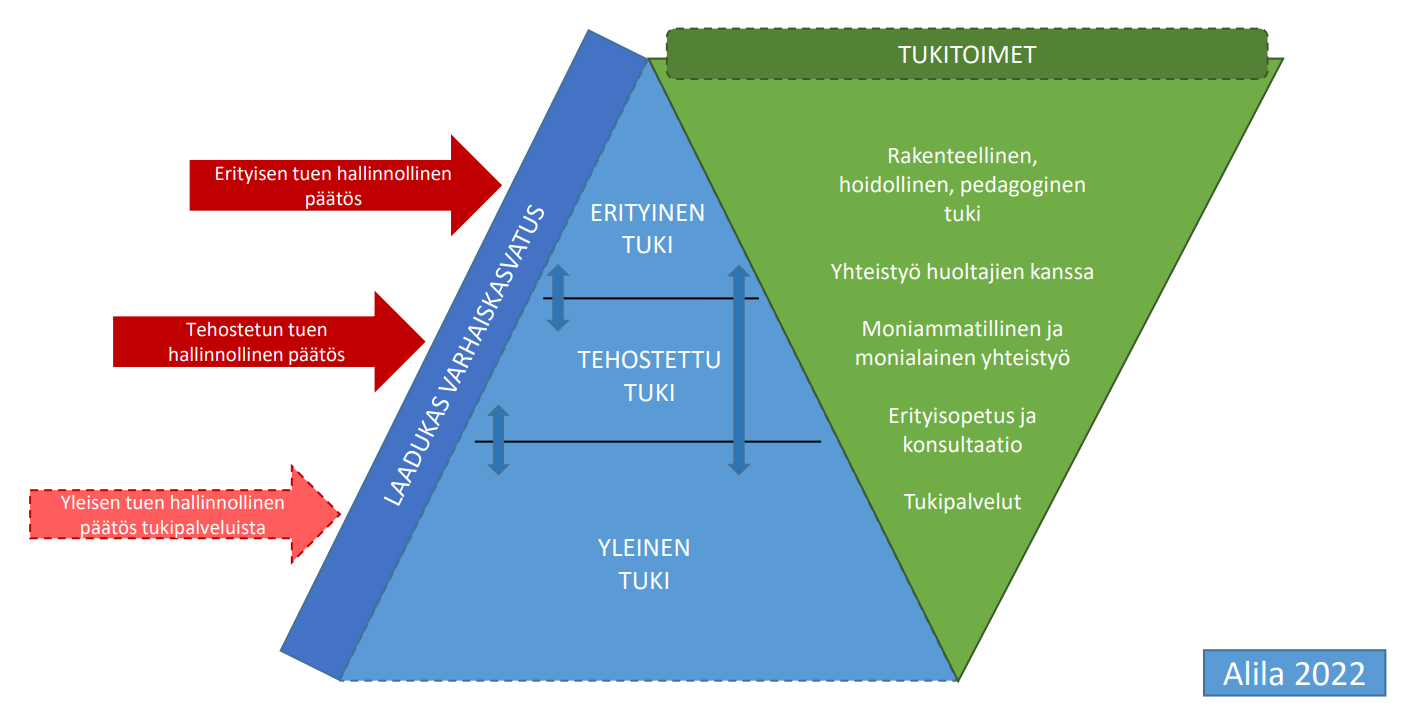 TUKITOIMET
Erityisen tuen hallinnollinen
päätös
Tehostetun tuen
hallinnollinen päätös
Yleisen tuen hallinnollinen
päätös tukipalveluista
LAADUKAS VARHAISKASVATUS
ERITYINEN
TUKI
TEHOSTETTU
TUKI
YLEINEN
TUKI
Rakenteellinen,
hoidollinen, pedagoginen
tuki
Yhteistyö huoltajien kanssa
Moniammatillinen ja
monialainen yhteistyö
Erityisopetus ja
konsultaatio
Tukipalvelut
Alila 2022